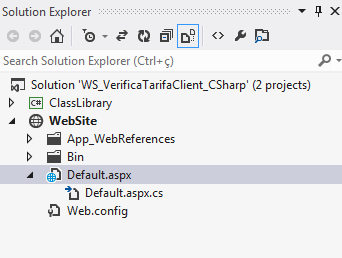 Solution Explorer
Search Solution Explorer (Ctrl+ç)
Solution 'WS_VerificaTarifaClient_CSharp' (2 projects)
C# ClassLibrary
WebSite
App_WebReferences
Bin
Default.aspx
Default.aspx.cs
Web.config